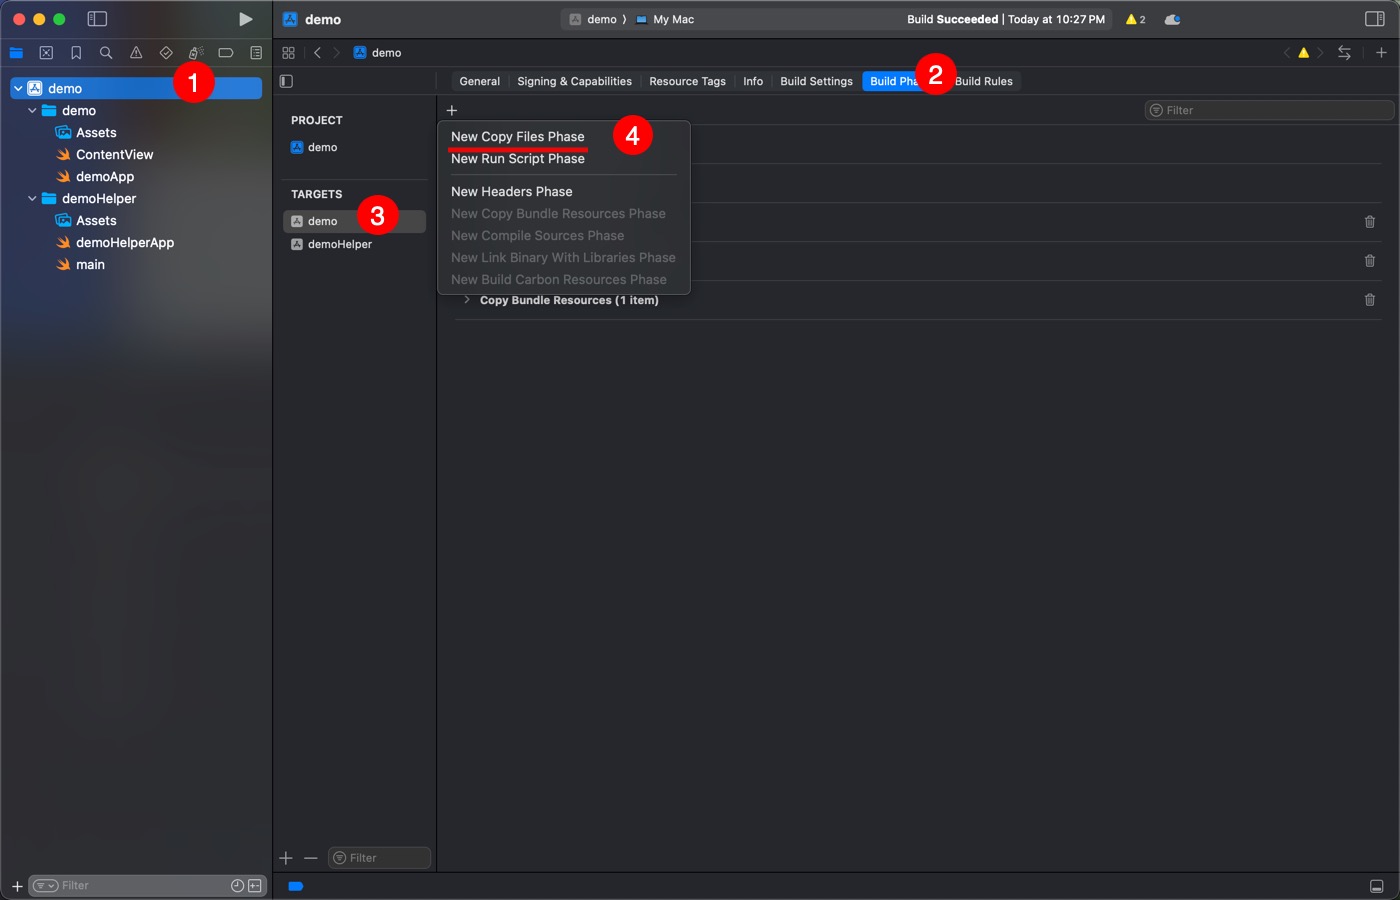 demo
demo 〉 My Mac
Build Succeeded | Today at 10:27 PM
2
demo
demo
1
demo
Assets
ContentView
demoApp
demoHelper
Assets
demoHelperApp
main
Filter
General
Signing & Capabilities
Resource Tags
Info
Build Settings
Build Pha
2
Build Rules
PROJECT
demo
TARGETS
demo
3
demoHelper
Filter
Filter
New Copy Files Phase
4
New Run Script Phase
New Headers Phase
New Copy Bundle Resources Phase
New Compile Sources Phase
New Link Binary With Libraries Phase
New Build Carbon Resources Phase
Copy Bundle Resources (1 item)